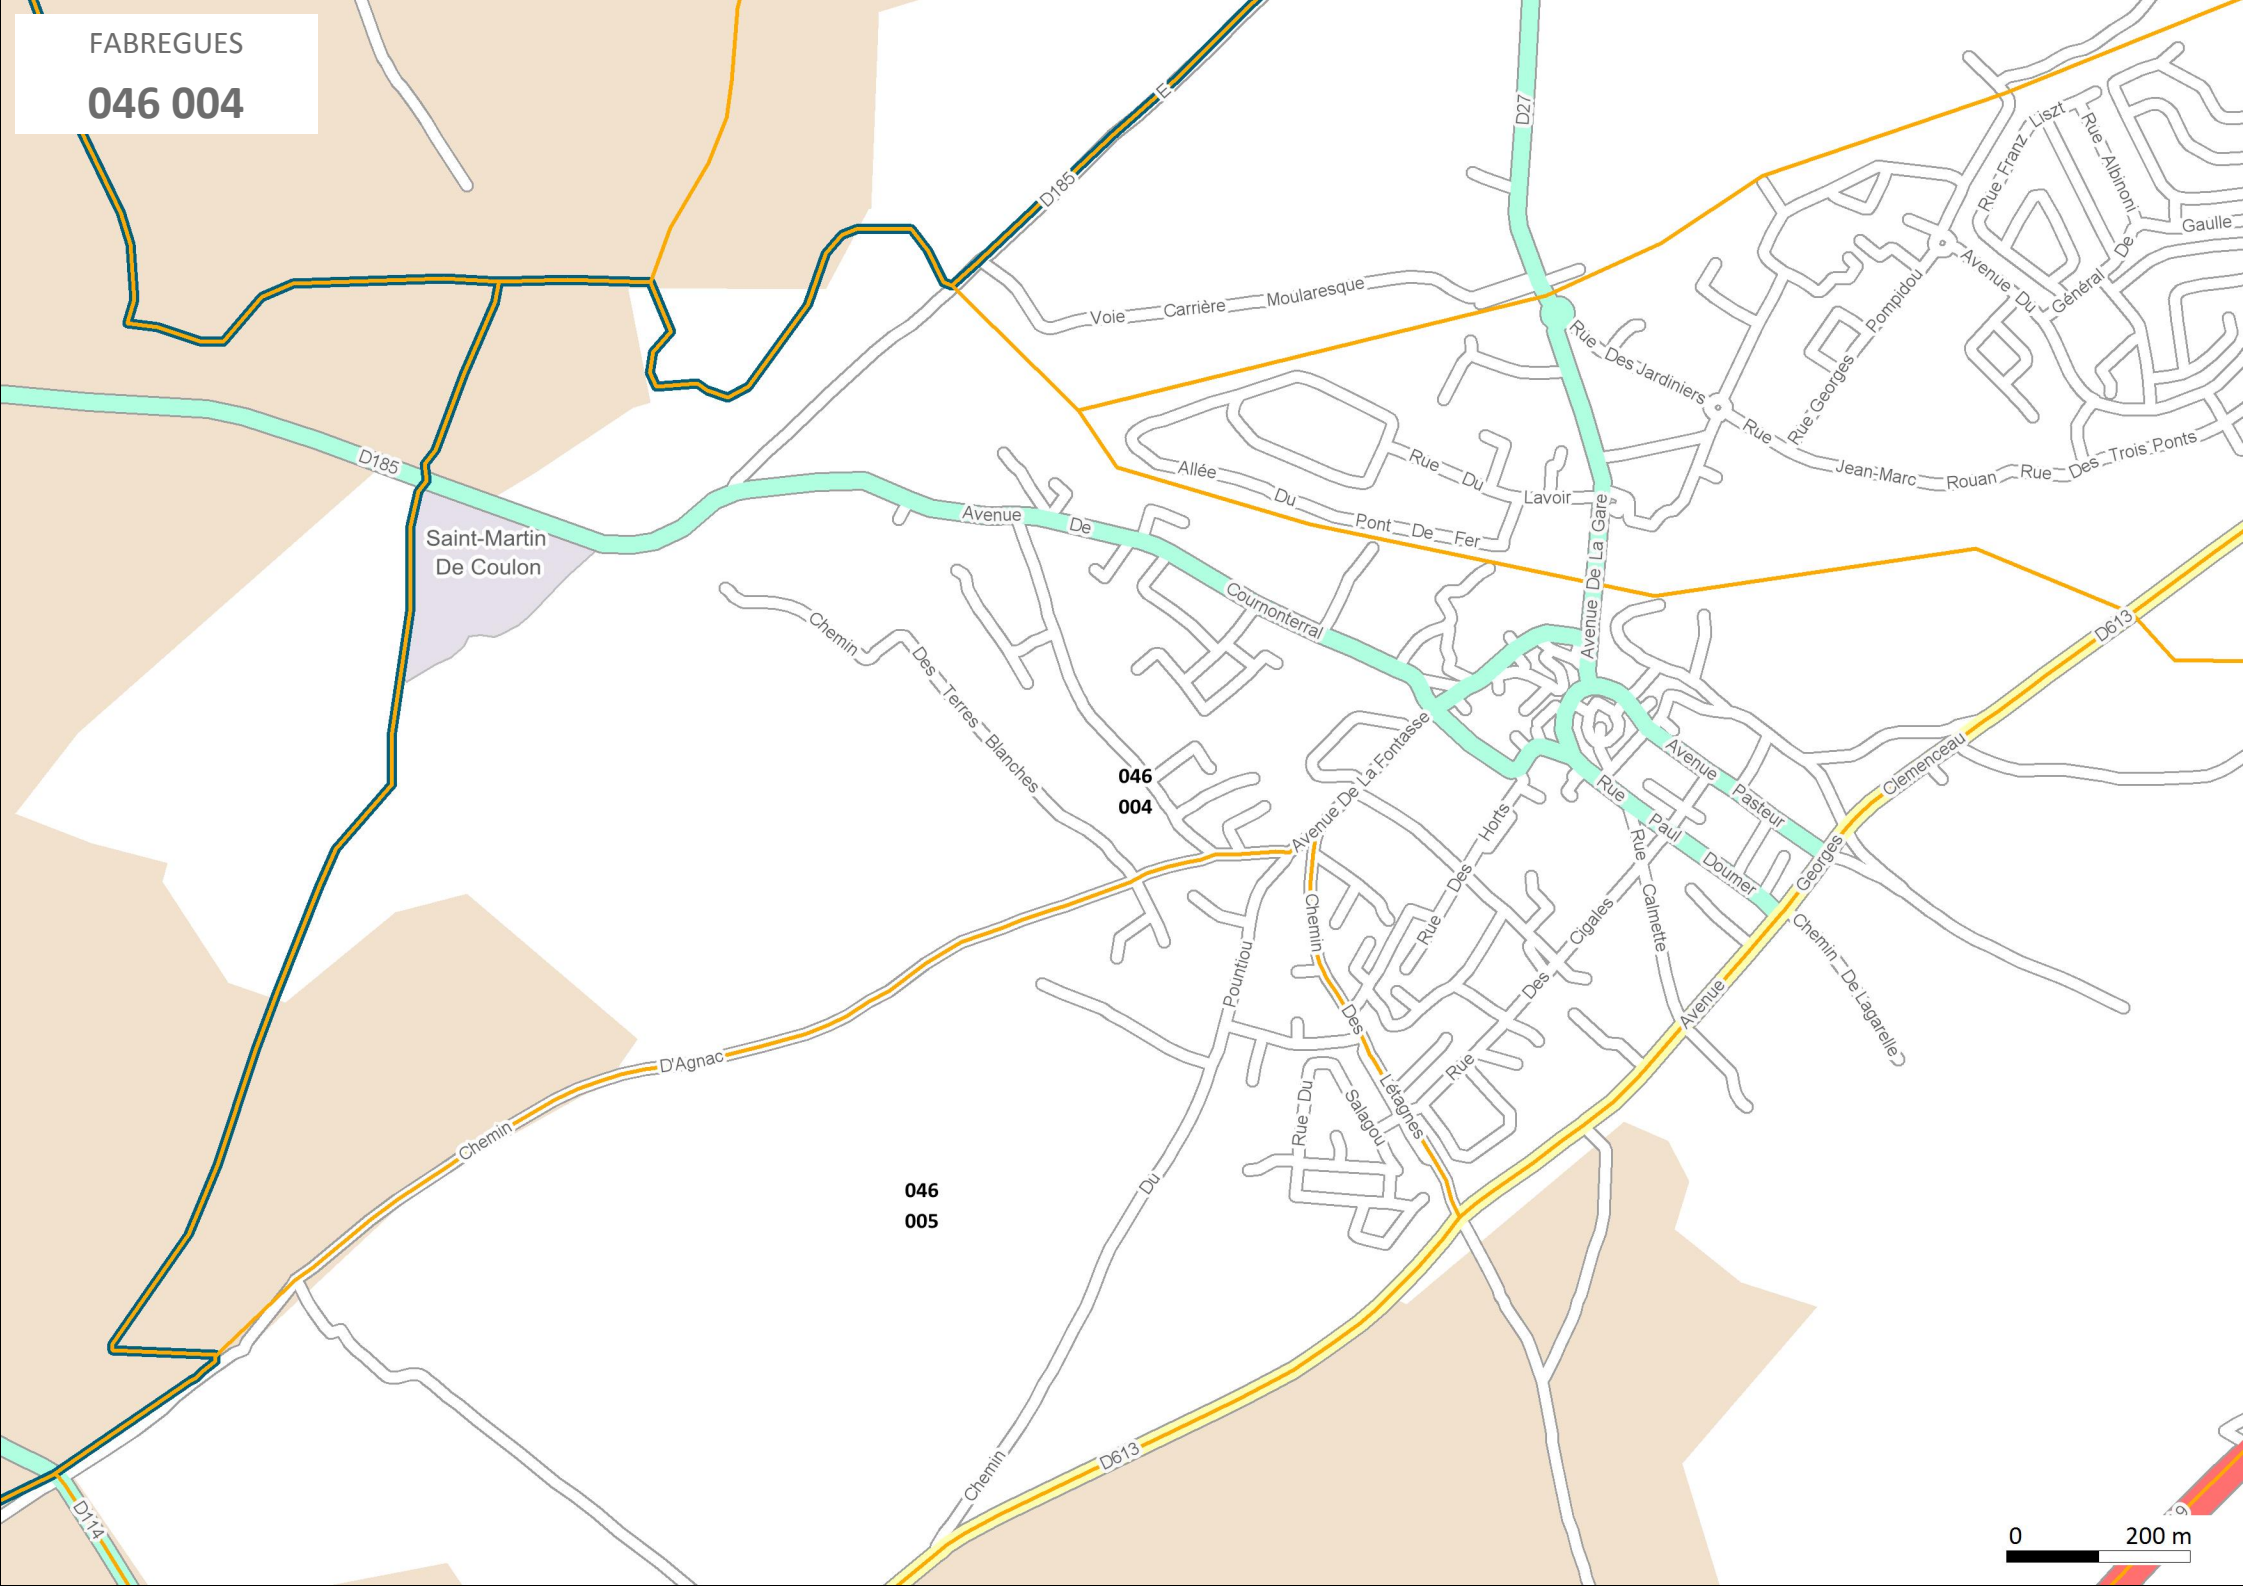 FABREGUES
046 004
E
D185
D27
Rue Franz Liszt
Rue Albinoni
Gaulle
De
Général
Avenue Du
Rue Georges Pompidou
Voie Carrière Moularesque
Rue Des Jardiniers
Rue Jean-Marc Rouan
Rue Des Trois Ponts
D185
Allée Du Pont De Fer
Rue Du Lavoir
Avenue De La Gare
Saint-Martin
De Coulon
Avenue De Cournonterral
D613
Chemin Des Terres Blanches
046
004
Avenue De La Fontasse
Avenue Pasteur
Rue Paul Doumer
Avenue Georges Clemenceau
Rue Des Horts
Rue Calmette
Rue Des Cigales
Chemin De Lagarelle
Chemin Des Létagnes
Chemin Du Pountiou
Chemin D'Agnac
Rue Du Salagou
046
005
D613
D114
9
0 200 m